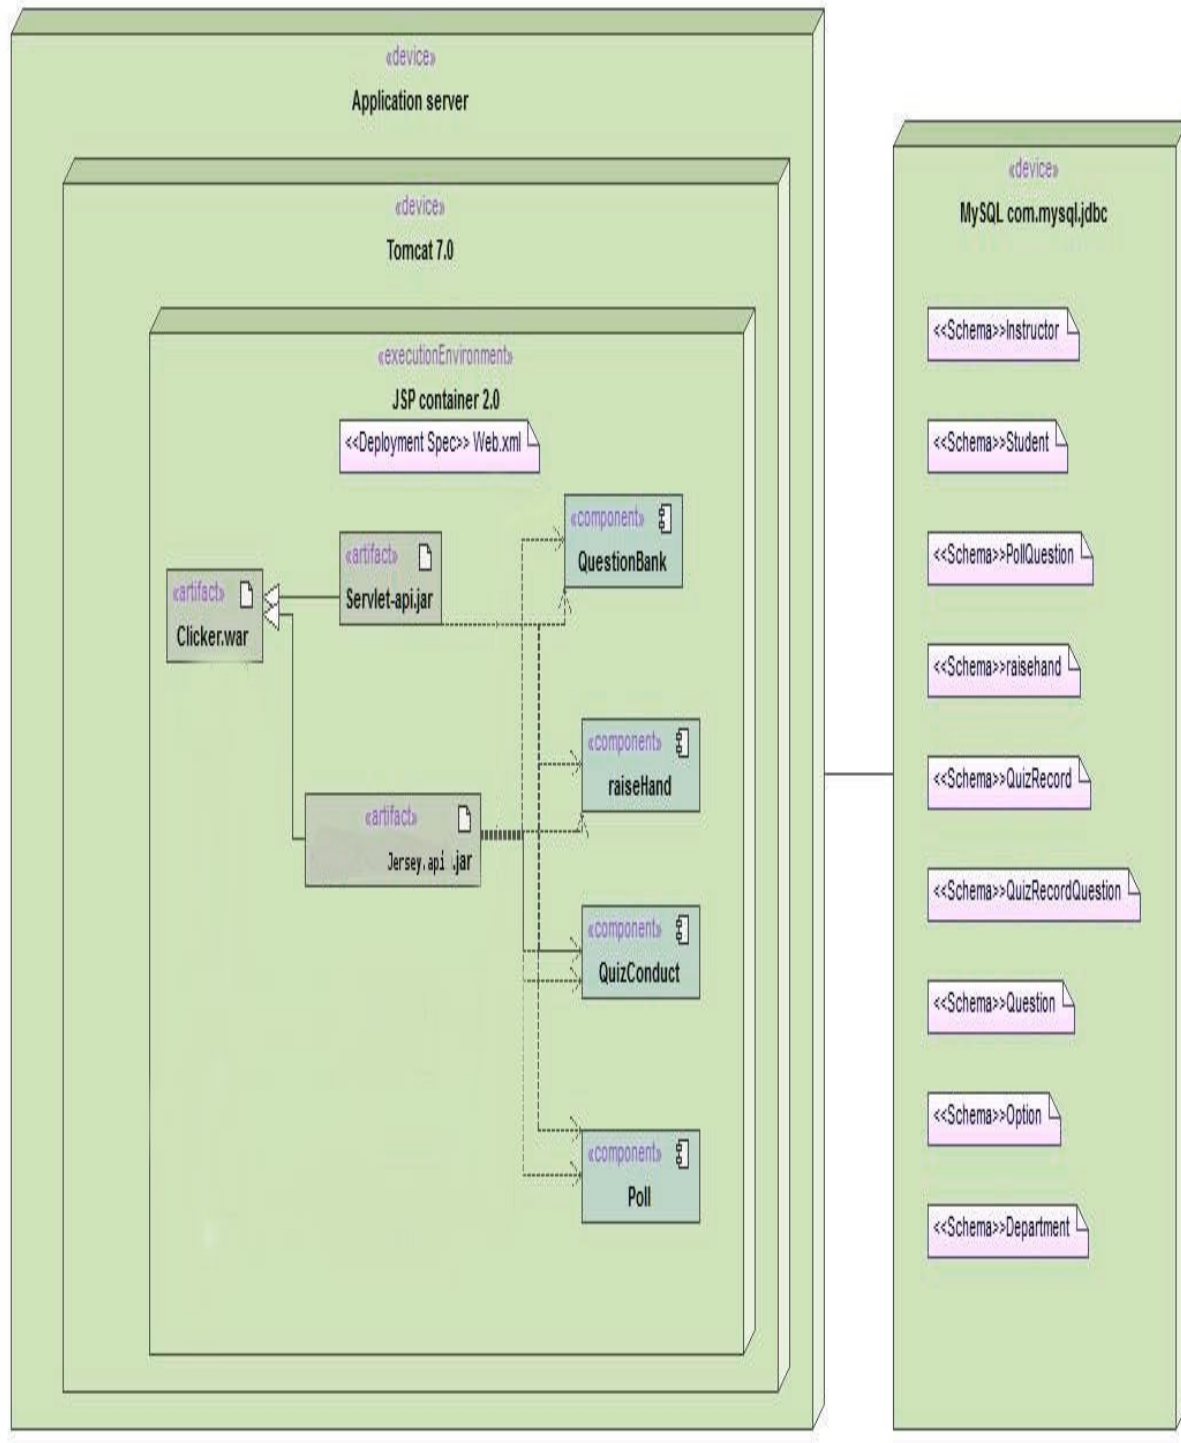 «device»
Application server
«device»
Tomcat 7.0
«executionEnvironment»
JSP container 2.0
<<Deployment Spec>> Web.xml
«component»
QuestionBank
«artifact»
Servlet-api.jar
«artifact»
Clicker.war
«component»
raiseHand
«artifact»
Jersey.api .jar
«component»
QuizConduct
«component»
Poll
«device»
MySQL com.mysql.jdbc
<<Schema>>Instructor
<<Schema>>Student
<<Schema>>PollQuestion
<<Schema>>raisehand
<<Schema>>QuizRecord
<<Schema>>QuizRecordQuestion
<<Schema>>Question
<<Schema>>Option
<<Schema>>Department